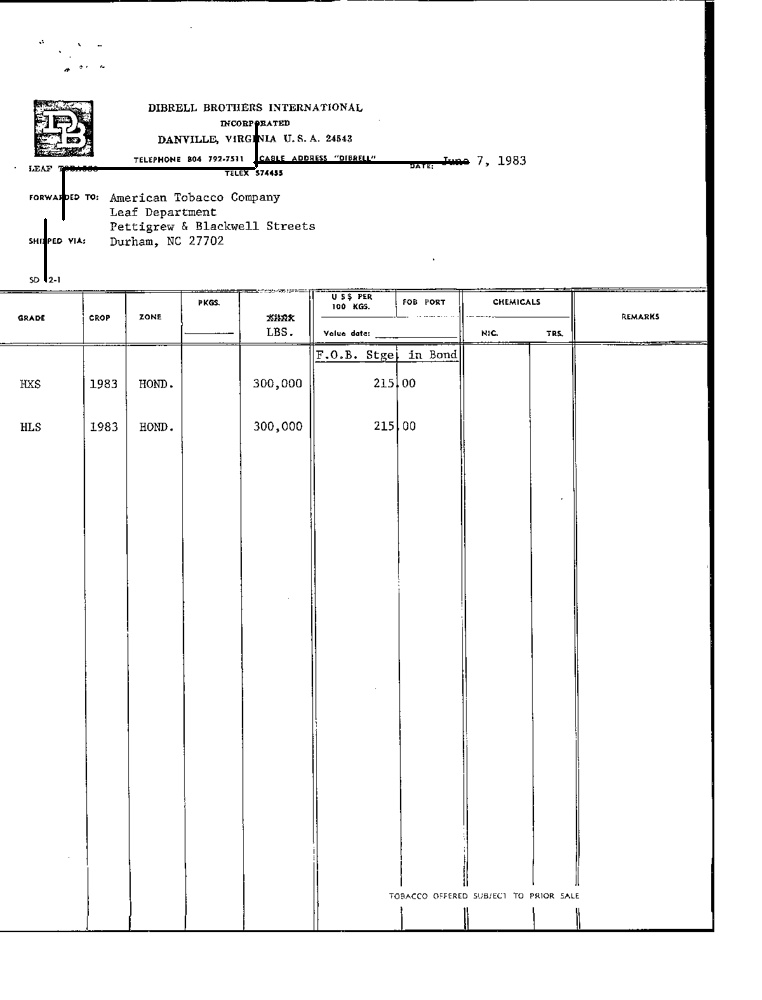 DB
DIBRELL BROTHERS INTERNATIONAL
INCORPORATED
DANVILLE, VIRGINIA U. S. A. 24543
TELEPHONE 804 792-7511 CABLE ADDRESS "DIBRELL"
TELEX 574435
DATE: June 7, 1983
LEAF TOBACCO
FORWARDED TO: American Tobacco Company
Leaf Department
Pettigrew & Blackwell Streets
SHIPPED VIA: Durham, NC 27702
SD 2-1
GRADE CROP ZONE PKGS. LBS. US$ PER 100 KGS. FOB PORT CHEMICALS REMARKS
Value date: NIC. TRS.
F.O.B. Stge in Bond
HXS 1983 HOND. 300,000 215.00
HLS 1983 HOND. 300,000 215.00
TOBACCO OFFERED SUBJECT TO PRIOR SALE